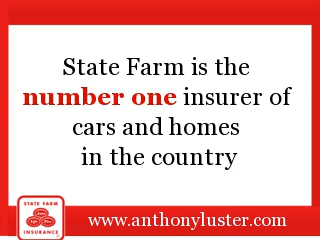 State Farm is the
number one insurer of
cars and homes
in the country
STATE FARM
INSURANCE
www.anthonyluster.com